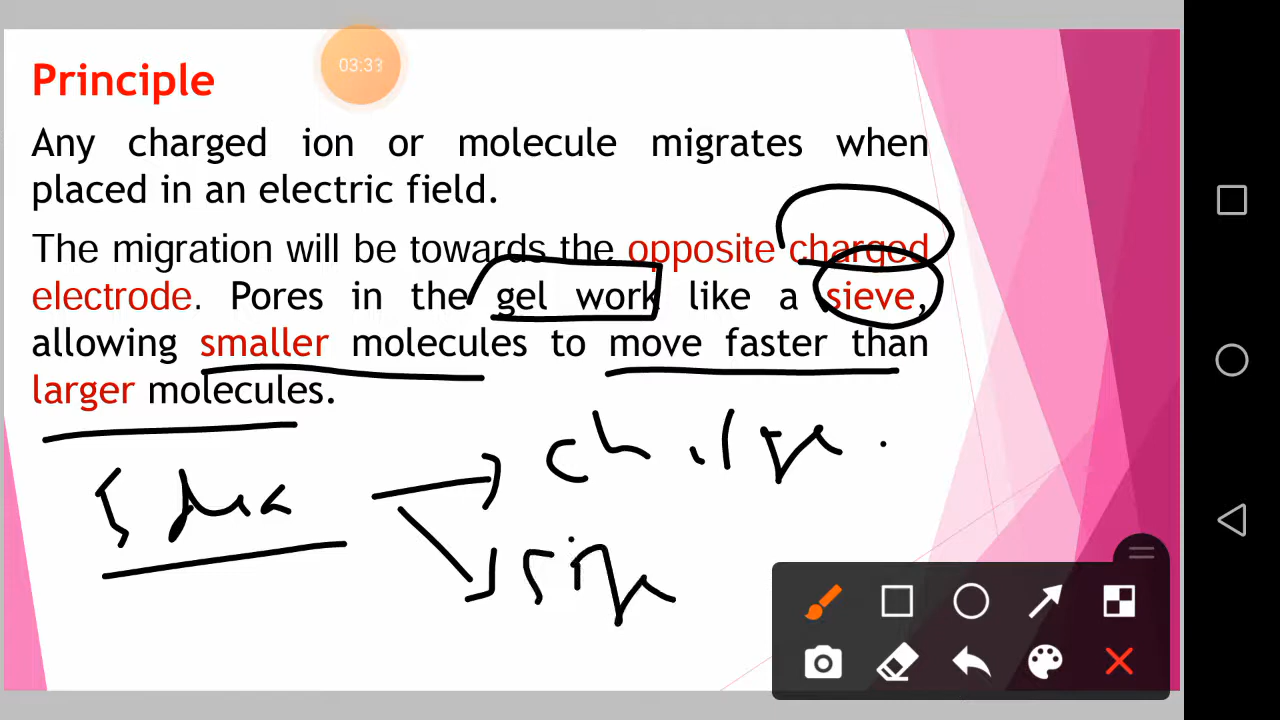 03:33
Principle
Any charged ion or molecule migrates when
placed in an electric field.
The migration will be towards the opposite charged
electrode. Pores in the gel work like a sieve,
allowing smaller molecules to move faster than
larger molecules.
charge.
size